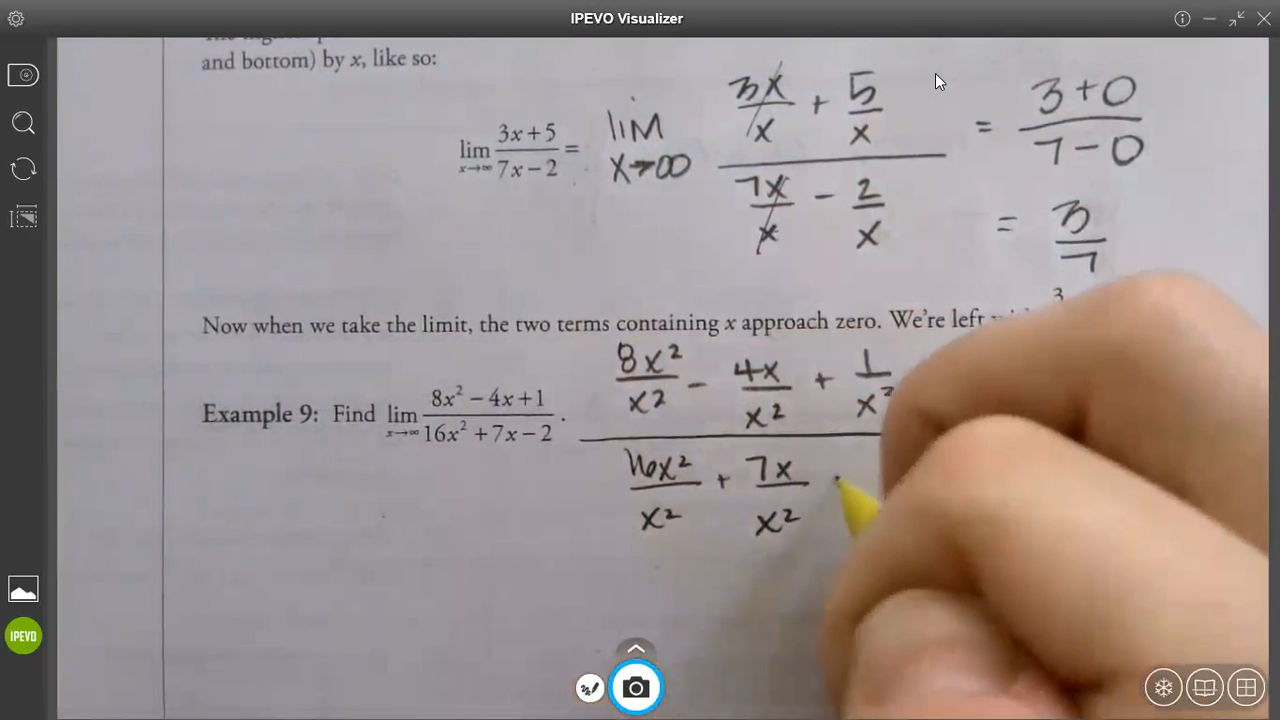 IPEVO Visualizer
and bottom) by x, like so:
lim x→∞ 3x+5 / 7x−2 = lim x→∞ (3x/x + 5/x) / (7x/x − 2/x) = 3+0 / 7−0
= 3/7
3
Now when we take the limit, the two terms containing x approach zero. We're left
8x²/x² − 4x/x² + 1/x²
Example 9: Find lim x→∞ 8x² − 4x + 1 / 16x² + 7x − 2 .
16x²/x² + 7x/x²
IPEVO